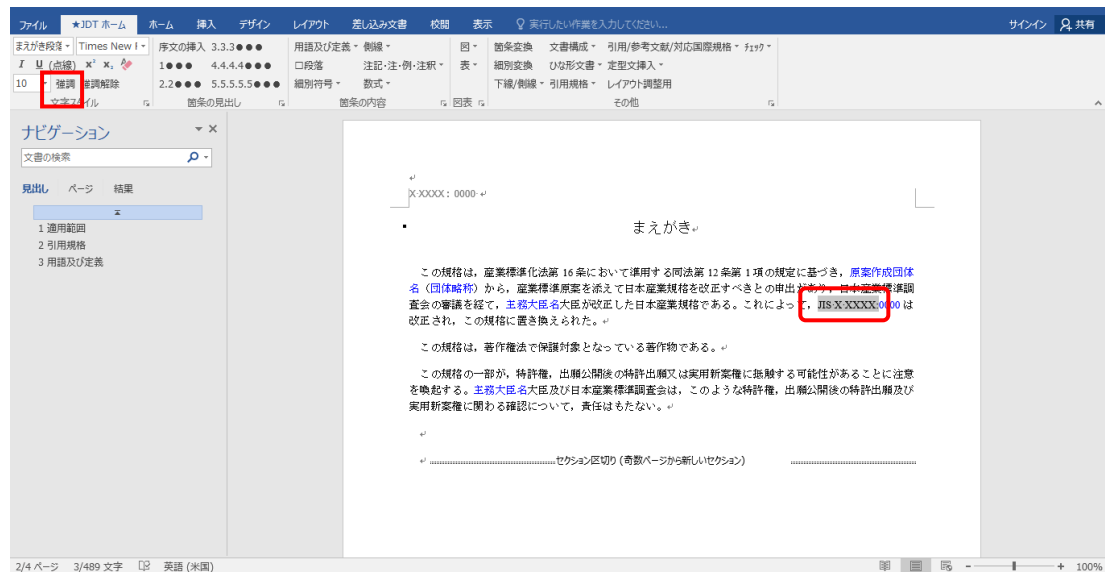 ファイル ★JDT ホーム ホーム 挿入 デザイン レイアウト 差し込み文書 校閲 表示 実行したい作業を入力してください... サインイン 共有
まえがき段落 Times New 序文の挿入 3.3.3●●● 用語及び定義 側線 図 箇条変換 文書構成 引用/参考文献/対応国際規格 ﾁｪｯｸ
I U (点線) x² x₂ 1●●● 4.4.4.4●●● 口段落 注記·注·例·注釈 表 細別変換 ひな形文書 定型文挿入
10 強調 強調解除 2.2●●● 5.5.5.5.5●●● 細別符号 数式 下線/側線 引用規格 レイアウト調整用
文字スタイル 箇条の見出し 箇条の内容 図表 その他
ナビゲーション
文書の検索
見出し ページ 結果
1 適用範囲
2 引用規格
3 用語及び定義
X·XXXX：0000
まえがき
この規格は，産業標準化法第 16 条において準用する同法第 12 条第 1 項の規定に基づき，原案作成団体
名（団体略称）から，産業標準原案を添えて日本産業規格を改正すべきとの申出があり，日本産業標準調
査会の審議を経て，主務大臣名大臣が改正した日本産業規格である。これによって，JIS·X·XXXX:0000 は
改正され，この規格に置き換えられた。
この規格は，著作権法で保護対象となっている著作物である。
この規格の一部が，特許権，出願公開後の特許出願又は実用新案権に抵触する可能性があることに注意
を喚起する。主務大臣名大臣及び日本産業標準調査会は，このような特許権，出願公開後の特許出願及び
実用新案権に関わる確認について，責任はもたない。
セクション区切り (奇数ページから新しいセクション)
2/4 ページ 3/489 文字 英語 (米国) - + 100%